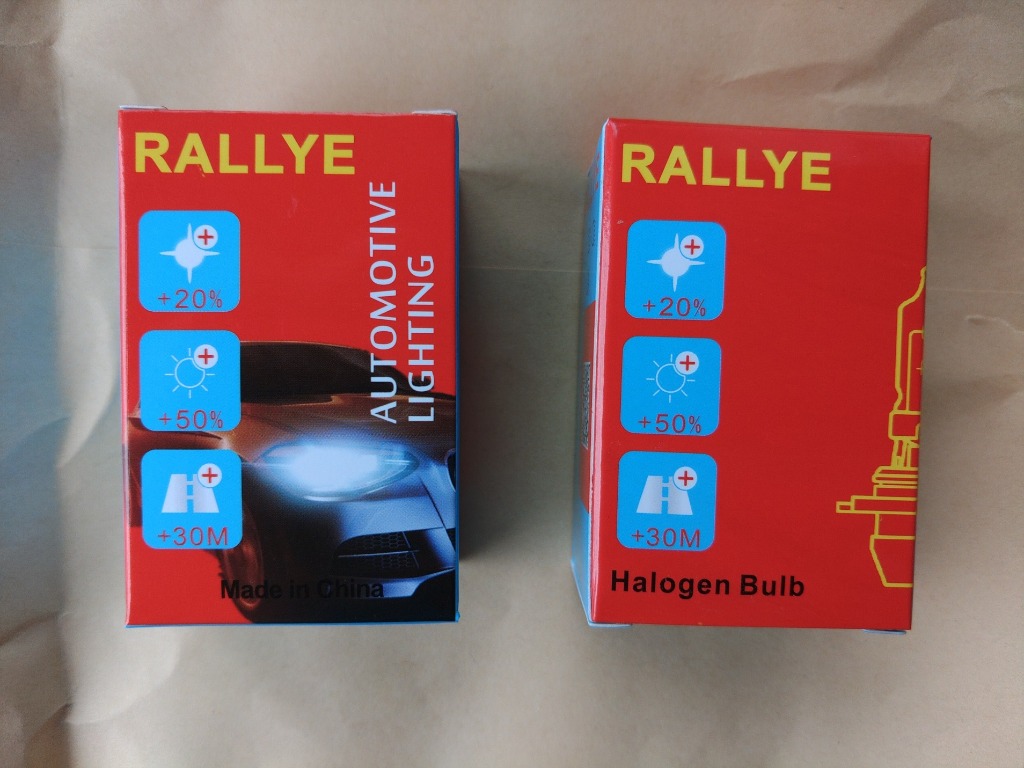 RALLYE
AUTOMOTIVE
LIGHTING
+20%
+50%
+30M
Made in China
RALLYE
+20%
+50%
+30M
Halogen Bulb